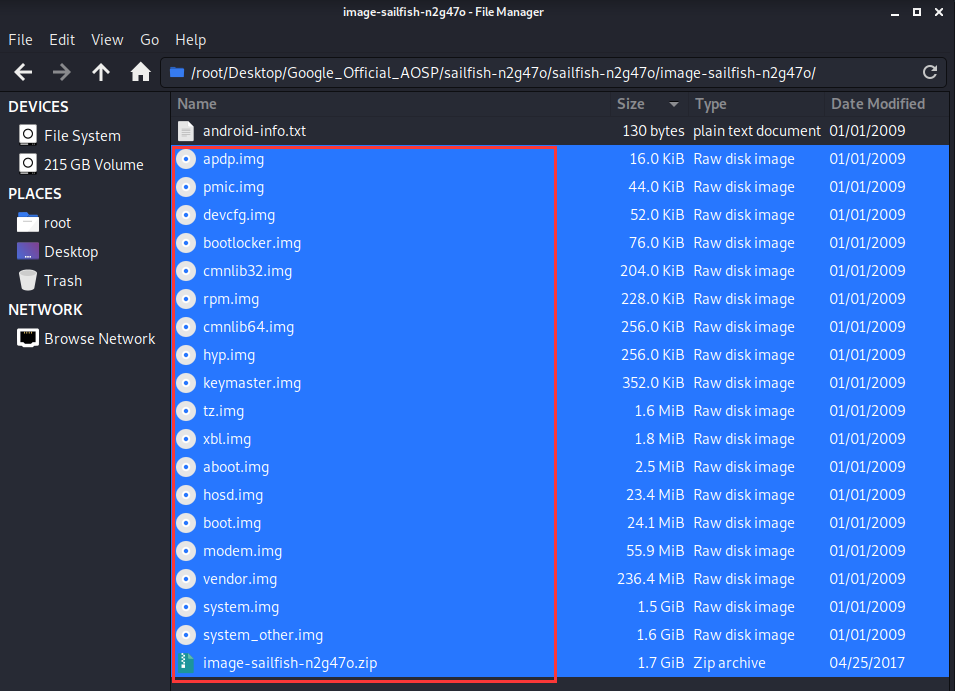 image-sailfish-n2g47o - File Manager
File Edit View Go Help
/root/Desktop/Google_Official_AOSP/sailfish-n2g47o/sailfish-n2g47o/image-sailfish-n2g47o/
DEVICES
File System
215 GB Volume
PLACES
root
Desktop
Trash
NETWORK
Browse Network
Name Size Type Date Modified
android-info.txt 130 bytes plain text document 01/01/2009
apdp.img 16.0 KiB Raw disk image 01/01/2009
pmic.img 44.0 KiB Raw disk image 01/01/2009
devcfg.img 52.0 KiB Raw disk image 01/01/2009
bootlocker.img 76.0 KiB Raw disk image 01/01/2009
cmnlib32.img 204.0 KiB Raw disk image 01/01/2009
rpm.img 228.0 KiB Raw disk image 01/01/2009
cmnlib64.img 256.0 KiB Raw disk image 01/01/2009
hyp.img 256.0 KiB Raw disk image 01/01/2009
keymaster.img 352.0 KiB Raw disk image 01/01/2009
tz.img 1.6 MiB Raw disk image 01/01/2009
xbl.img 1.8 MiB Raw disk image 01/01/2009
aboot.img 2.5 MiB Raw disk image 01/01/2009
hosd.img 23.4 MiB Raw disk image 01/01/2009
boot.img 24.1 MiB Raw disk image 01/01/2009
modem.img 55.9 MiB Raw disk image 01/01/2009
vendor.img 236.4 MiB Raw disk image 01/01/2009
system.img 1.5 GiB Raw disk image 01/01/2009
system_other.img 1.6 GiB Raw disk image 01/01/2009
image-sailfish-n2g47o.zip 1.7 GiB Zip archive 04/25/2017